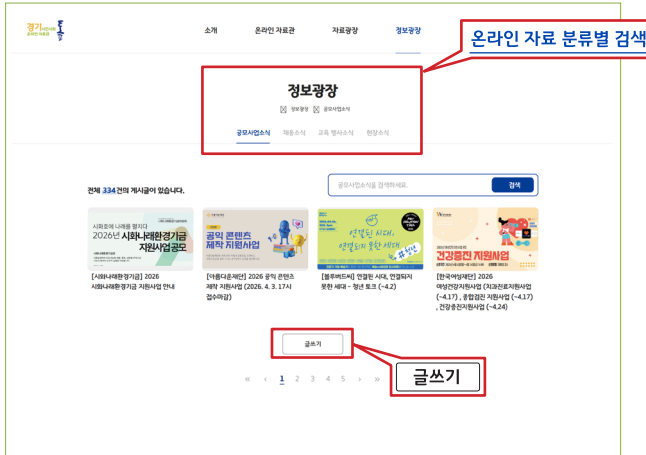 경기시민사회
온라인 자료관
소개 온라인 자료관 자료광장 정보광장
온라인 자료 분류별 검색
정보광장
정보광장 공모사업소식
공모사업소식 채용소식 교육 행사소식 현장소식
전체 334건의 게시글이 있습니다.
공모사업소식을 검색하세요.
검색
시화호에 나래를 펼치다
2026년 시화나래환경기금
지원사업 공모
공익 콘텐츠
제작 지원사업
연결된 시대,
연결되지 못한 세대
#청년
건강증진 지원사업
[시화나래환경기금] 2026
시화나래환경기금 지원사업 안내
[아름다운재단] 2026 공익 콘텐츠
제작 지원사업 (2026. 4. 3. 17시
접수마감)
[블루버드씨] 연결된 시대, 연결되지
못한 세대 - 청년 토크 (~4.2)
[한국여성재단] 2026
여성건강지원사업 (치과진료지원사업
(~4.17) , 종합검진 지원사업 (~4.17)
, 건강증진지원사업 (~4.24)
글쓰기
« ‹ 1 2 3 4 5 › »
글쓰기